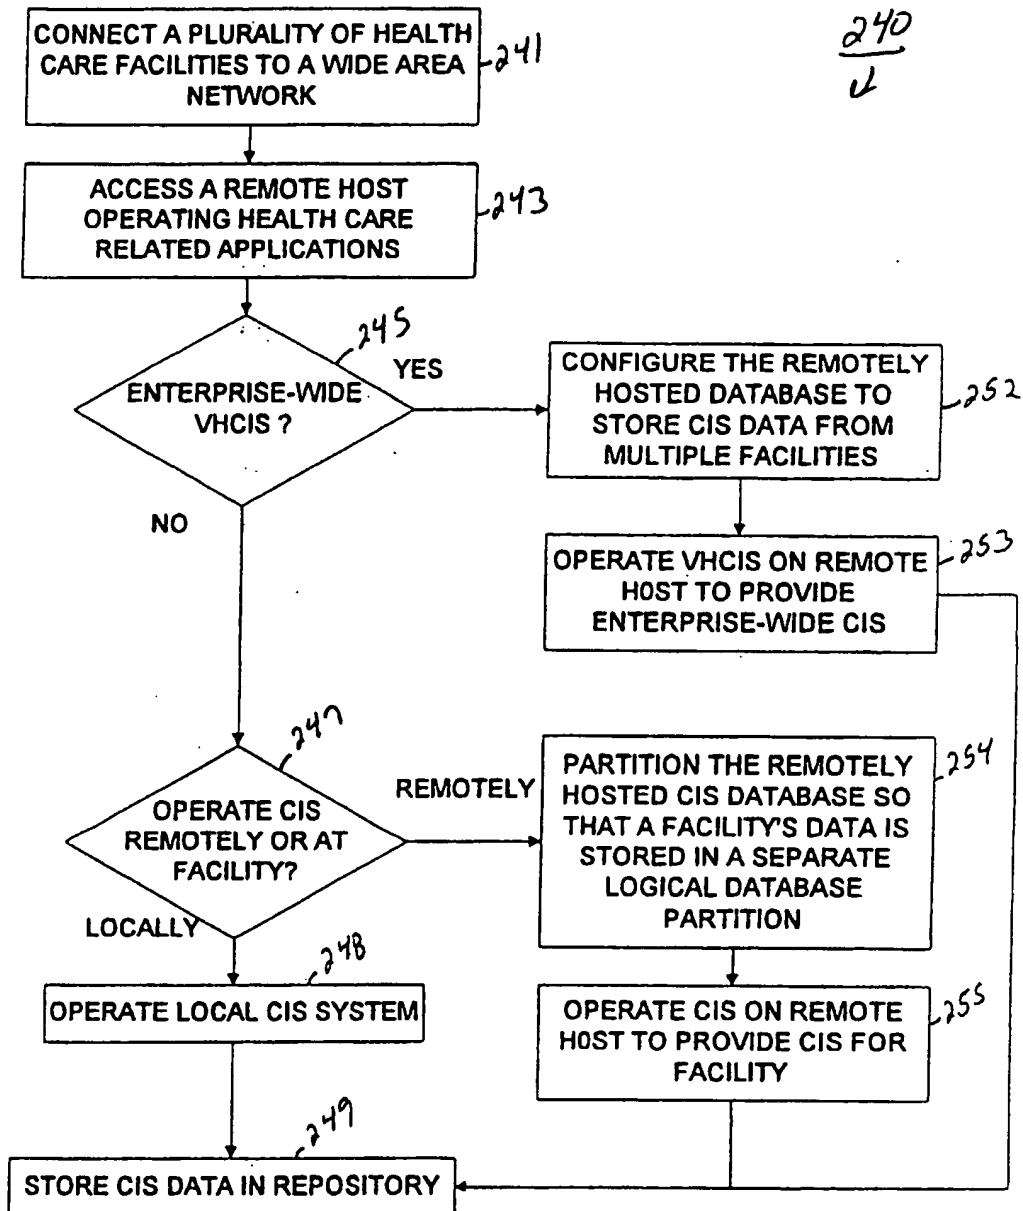 240
CONNECT A PLURALITY OF HEALTH
CARE FACILITIES TO A WIDE AREA
NETWORK
241
ACCESS A REMOTE HOST
OPERATING HEALTH CARE
RELATED APPLICATIONS
243
245
ENTERPRISE-WIDE
VHCIS ?
YES
NO
CONFIGURE THE REMOTELY
HOSTED DATABASE TO
STORE CIS DATA FROM
MULTIPLE FACILITIES
252
OPERATE VHCIS ON REMOTE
HOST TO PROVIDE
ENTERPRISE-WIDE CIS
253
247
OPERATE CIS
REMOTELY OR AT
FACILITY?
REMOTELY
LOCALLY
PARTITION THE REMOTELY
HOSTED CIS DATABASE SO
THAT A FACILITY'S DATA IS
STORED IN A SEPARATE
LOGICAL DATABASE
PARTITION
254
248
OPERATE LOCAL CIS SYSTEM
OPERATE CIS ON REMOTE
HOST TO PROVIDE CIS FOR
FACILITY
255
249
STORE CIS DATA IN REPOSITORY